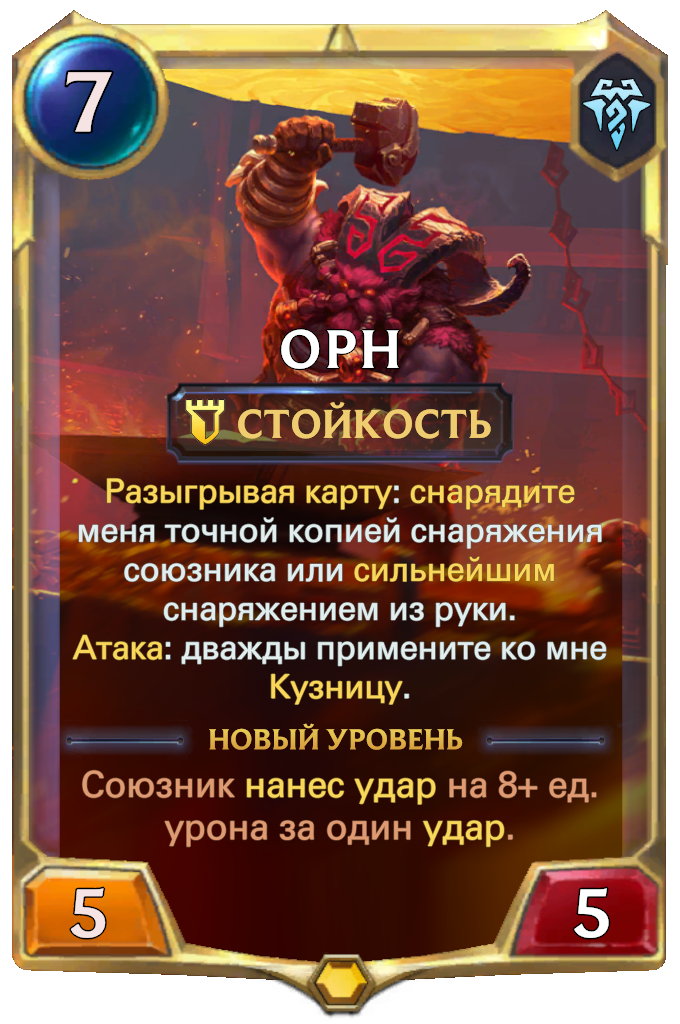 7
ОРН
СТОЙКОСТЬ
Разыгрывая карту: снарядите
меня точной копией снаряжения
союзника или сильнейшим
снаряжением из руки.
Атака: дважды примените ко мне
Кузницу.
НОВЫЙ УРОВЕНЬ
Союзник нанес удар на 8+ ед.
урона за один удар.
5
5